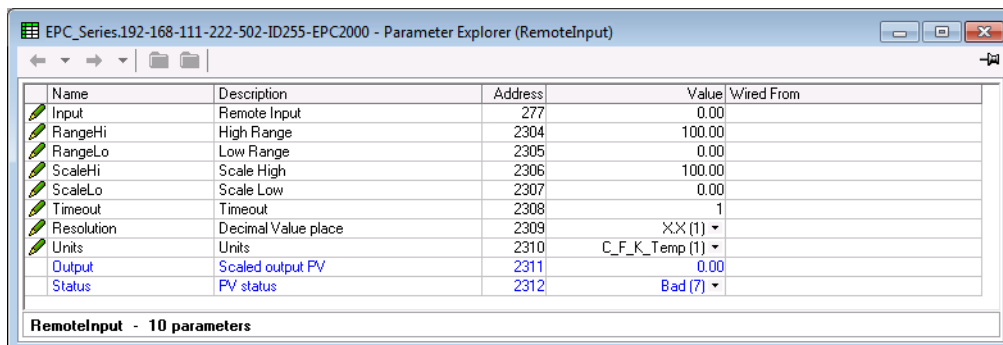 EPC_Series.192-168-111-222-502-ID255-EPC2000 - Parameter Explorer (RemoteInput)
Name Description Address Value Wired From
Input Remote Input 277 0.00
RangeHi High Range 2304 100.00
RangeLo Low Range 2305 0.00
ScaleHi Scale High 2306 100.00
ScaleLo Scale Low 2307 0.00
Timeout Timeout 2308 1
Resolution Decimal Value place 2309 X.X (1)
Units Units 2310 C_F_K_Temp (1)
Output Scaled output PV 2311 0.00
Status PV status 2312 Bad (7)
RemoteInput - 10 parameters